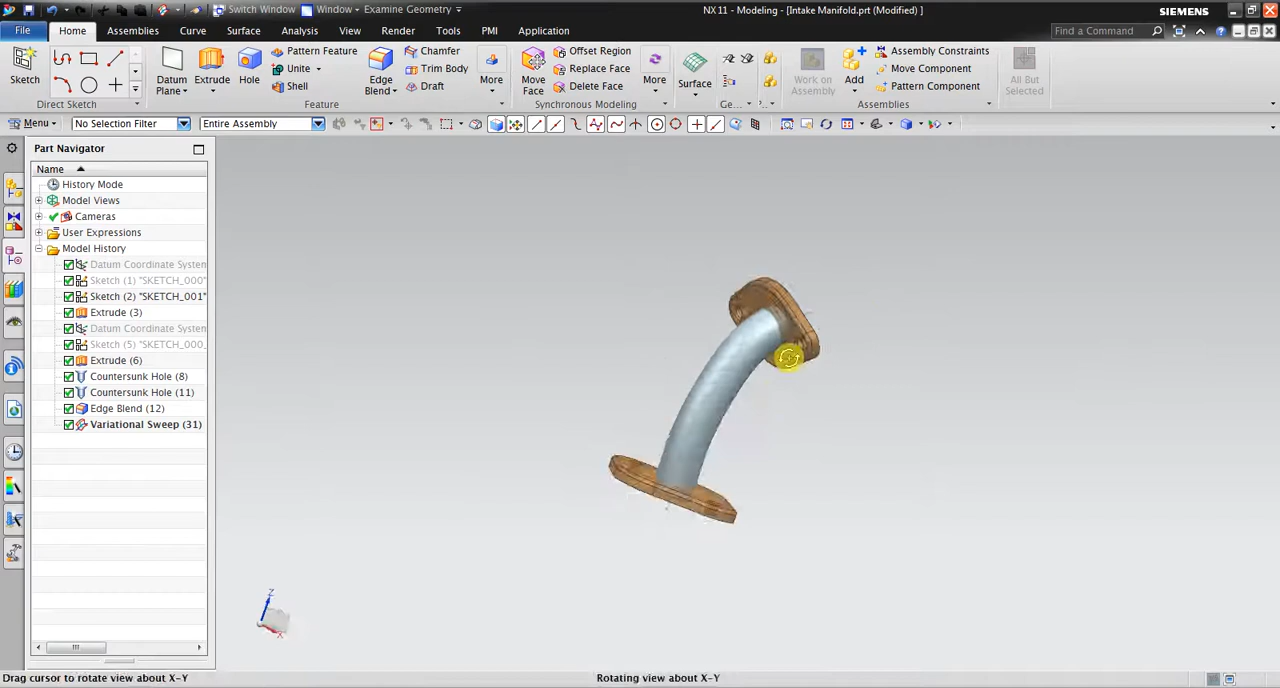 Switch Window Window Examine Geometry NX 11 - Modeling - [Intake Manifold.prt (Modified) ] SIEMENS
File Home Assemblies Curve Surface Analysis View Render Tools PMI Application Find a Command
Sketch Datum Plane Extrude Hole Pattern Feature Unite Shell Edge Blend Chamfer Trim Body Draft More Move Face Offset Region Replace Face Delete Face More Surface Work on Assembly Add Assembly Constraints Move Component Pattern Component All But Selected
Direct Sketch Feature Synchronous Modeling Ge... Assemblies
Menu No Selection Filter Entire Assembly
Part Navigator
Name
History Mode
Model Views
Cameras
User Expressions
Model History
Datum Coordinate System
Sketch (1) "SKETCH_000"
Sketch (2) "SKETCH_001"
Extrude (3)
Datum Coordinate System
Sketch (5) "SKETCH_000_
Extrude (6)
Countersunk Hole (8)
Countersunk Hole (11)
Edge Blend (12)
Variational Sweep (31)
Z
X
Drag cursor to rotate view about X-Y Rotating view about X-Y